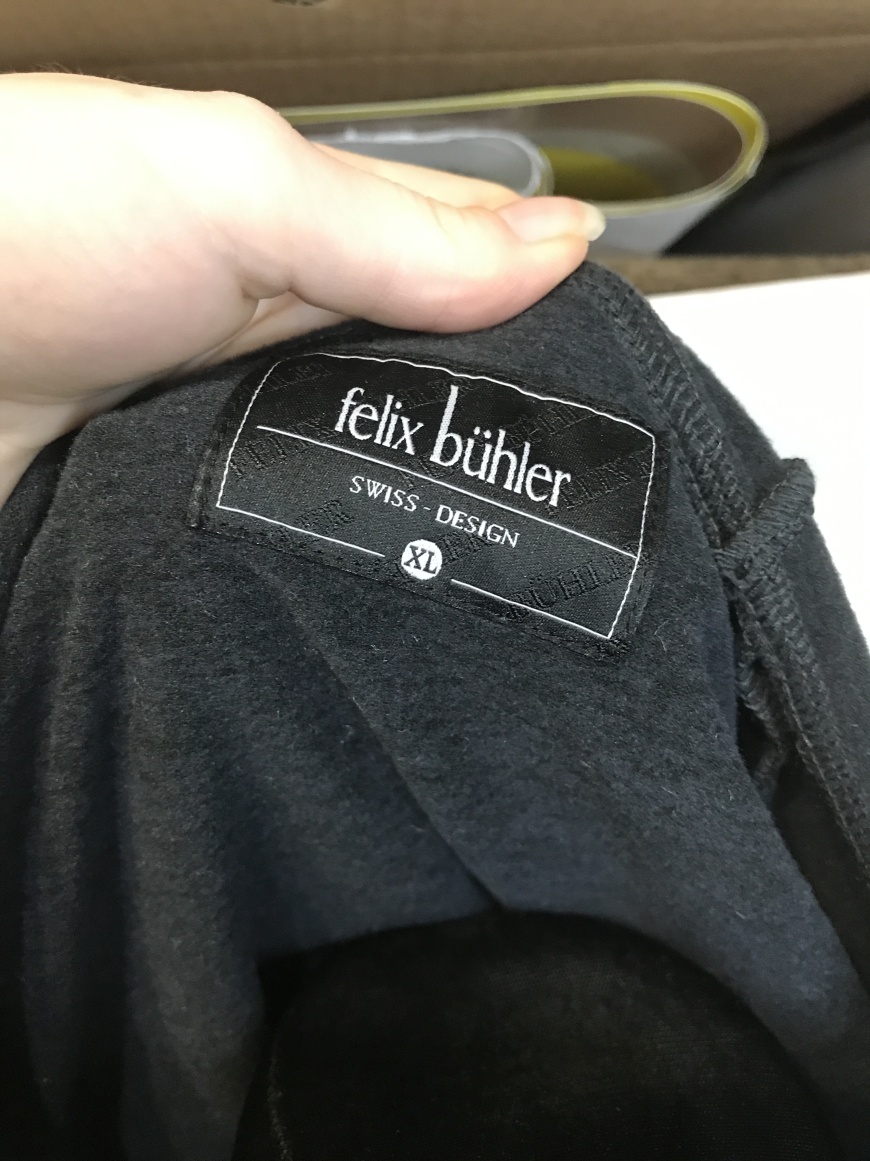 felix bühler
SWISS - DESIGN
XL